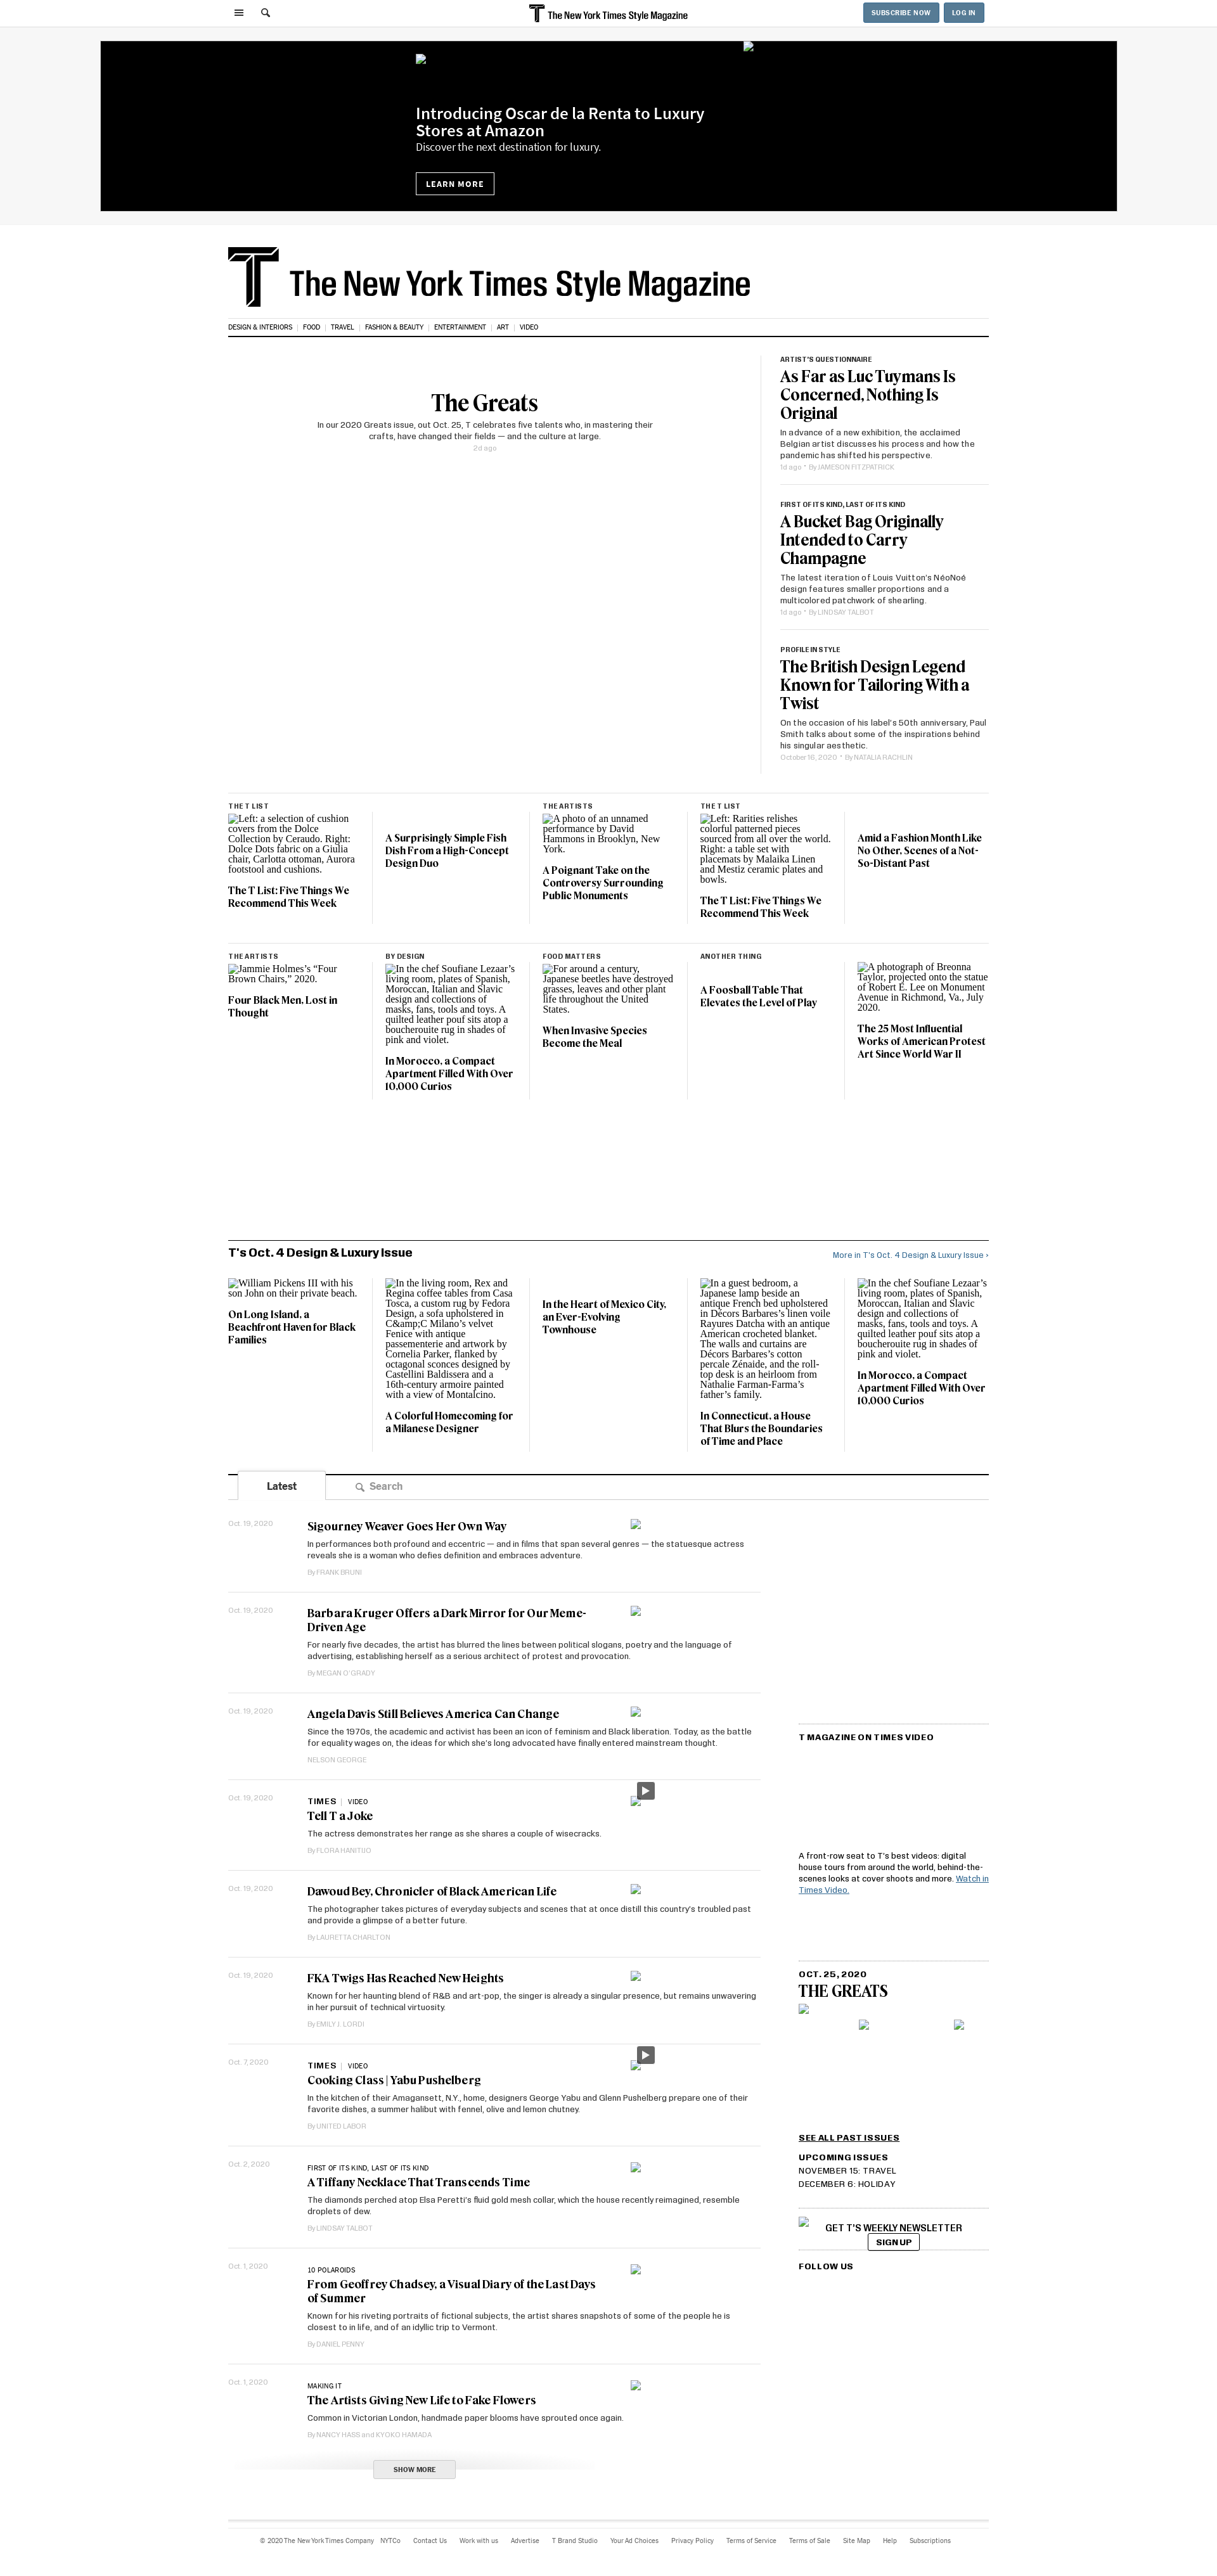 The New York Times Style Magazine
SUBSCRIBE NOW
LOG IN
Introducing Oscar de la Renta to Luxury
Stores at Amazon
Discover the next destination for luxury.
LEARN MORE
The New York Times Style Magazine
DESIGN & INTERIORS | FOOD | TRAVEL | FASHION & BEAUTY | ENTERTAINMENT | ART | VIDEO
The Greats
In our 2020 Greats issue, out Oct. 25, T celebrates five talents who, in mastering their
crafts, have changed their fields — and the culture at large.
2d ago
ARTIST'S QUESTIONNAIRE
As Far as Luc Tuymans Is
Concerned, Nothing Is
Original
In advance of a new exhibition, the acclaimed
Belgian artist discusses his process and how the
pandemic has shifted his perspective.
1d ago • By JAMESON FITZPATRICK
FIRST OF ITS KIND, LAST OF ITS KIND
A Bucket Bag Originally
Intended to Carry
Champagne
The latest iteration of Louis Vuitton's NéoNoé
design features smaller proportions and a
multicolored patchwork of shearling.
1d ago • By LINDSAY TALBOT
PROFILE IN STYLE
The British Design Legend
Known for Tailoring With a
Twist
On the occasion of his label's 50th anniversary, Paul
Smith talks about some of the inspirations behind
his singular aesthetic.
October 16, 2020 • By NATALIA RACHLIN
THE T LIST
Left: a selection of cushion
covers from the Dolce
Collection by Ceraudo. Right:
Dolce Dots fabric on a Giulia
chair, Carlotta ottoman, Aurora
footstool and cushions.
The T List: Five Things We
Recommend This Week
A Surprisingly Simple Fish
Dish From a High-Concept
Design Duo
THE ARTISTS
A photo of an unnamed
performance by David
Hammons in Brooklyn, New
York.
A Poignant Take on the
Controversy Surrounding
Public Monuments
THE T LIST
Left: Rarities relishes
colorful patterned pieces
sourced from all over the world.
Right: a table set with
placemats by Malaika Linen
and Mestiz ceramic plates and
bowls.
The T List: Five Things We
Recommend This Week
Amid a Fashion Month Like
No Other, Scenes of a Not-
So-Distant Past
THE ARTISTS
Jammie Holmes's “Four
Brown Chairs,” 2020.
Four Black Men, Lost in
Thought
BY DESIGN
In the chef Soufiane Lezaar’s
living room, plates of Spanish,
Moroccan, Italian and Slavic
design and collections of
masks, fans, tools and toys. A
quilted leather pouf sits atop a
boucherouite rug in shades of
pink and violet.
In Morocco, a Compact
Apartment Filled With Over
10,000 Curios
FOOD MATTERS
For around a century,
Japanese beetles have destroyed
grasses, leaves and other plant
life throughout the United
States.
When Invasive Species
Become the Meal
ANOTHER THING
A Foosball Table That
Elevates the Level of Play
A photograph of Breonna
Taylor, projected onto the statue
of Robert E. Lee on Monument
Avenue in Richmond, Va., July
2020.
The 25 Most Influential
Works of American Protest
Art Since World War II
T's Oct. 4 Design & Luxury Issue
More in T's Oct. 4 Design & Luxury Issue ›
William Pickens III with his
son John on their private beach.
On Long Island, a
Beachfront Haven for Black
Families
In the living room, Rex and
Regina coffee tables from Casa
Tosca, a custom rug by Fedora
Design, a sofa upholstered in
C&amp;C Milano’s velvet
Fenice with antique
passementerie and artwork by
Cornelia Parker, flanked by
octagonal sconces designed by
Castellini Baldissera and a
16th-century armoire painted
with a view of Montalcino.
A Colorful Homecoming for
a Milanese Designer
In the Heart of Mexico City,
an Ever-Evolving
Townhouse
In a guest bedroom, a
Japanese lamp beside an
antique French bed upholstered
in Décors Barbares’s linen voile
Rayures Datcha with an antique
American crocheted blanket.
The walls and curtains are
Décors Barbares’s cotton
percale Zénaïde, and the roll-
top desk is an heirloom from
Nathalie Farman-Farma’s
father’s family.
In Connecticut, a House
That Blurs the Boundaries
of Time and Place
In the chef Soufiane Lezaar’s
living room, plates of Spanish,
Moroccan, Italian and Slavic
design and collections of
masks, fans, tools and toys. A
quilted leather pouf sits atop a
boucherouite rug in shades of
pink and violet.
In Morocco, a Compact
Apartment Filled With Over
10,000 Curios
Latest
Search
Oct. 19, 2020
Sigourney Weaver Goes Her Own Way
In performances both profound and eccentric — and in films that span several genres — the statuesque actress
reveals she is a woman who defies definition and embraces adventure.
By FRANK BRUNI
Oct. 19, 2020
Barbara Kruger Offers a Dark Mirror for Our Meme-
Driven Age
For nearly five decades, the artist has blurred the lines between political slogans, poetry and the language of
advertising, establishing herself as a serious architect of protest and provocation.
By MEGAN O'GRADY
Oct. 19, 2020
Angela Davis Still Believes America Can Change
Since the 1970s, the academic and activist has been an icon of feminism and Black liberation. Today, as the battle
for equality wages on, the ideas for which she's long advocated have finally entered mainstream thought.
NELSON GEORGE
Oct. 19, 2020
TIMES | VIDEO
Tell T a Joke
The actress demonstrates her range as she shares a couple of wisecracks.
By FLORA HANITIJO
Oct. 19, 2020
Dawoud Bey, Chronicler of Black American Life
The photographer takes pictures of everyday subjects and scenes that at once distill this country's troubled past
and provide a glimpse of a better future.
By LAURETTA CHARLTON
Oct. 19, 2020
FKA Twigs Has Reached New Heights
Known for her haunting blend of R&B and art-pop, the singer is already a singular presence, but remains unwavering
in her pursuit of technical virtuosity.
By EMILY J. LORDI
Oct. 7, 2020
TIMES | VIDEO
Cooking Class | Yabu Pushelberg
In the kitchen of their Amagansett, N.Y., home, designers George Yabu and Glenn Pushelberg prepare one of their
favorite dishes, a summer halibut with fennel, olive and lemon chutney.
By UNITED LABOR
Oct. 2, 2020
FIRST OF ITS KIND, LAST OF ITS KIND
A Tiffany Necklace That Transcends Time
The diamonds perched atop Elsa Peretti's fluid gold mesh collar, which the house recently reimagined, resemble
droplets of dew.
By LINDSAY TALBOT
Oct. 1, 2020
10 POLAROIDS
From Geoffrey Chadsey, a Visual Diary of the Last Days
of Summer
Known for his riveting portraits of fictional subjects, the artist shares snapshots of some of the people he is
closest to in life, and of an idyllic trip to Vermont.
By DANIEL PENNY
Oct. 1, 2020
MAKING IT
The Artists Giving New Life to Fake Flowers
Common in Victorian London, handmade paper blooms have sprouted once again.
By NANCY HASS and KYOKO HAMADA
SHOW MORE
T MAGAZINE ON TIMES VIDEO
A front-row seat to T's best videos: digital
house tours from around the world, behind-the-
scenes looks at cover shoots and more. Watch in
Times Video.
OCT. 25, 2020
THE GREATS
SEE ALL PAST ISSUES
UPCOMING ISSUES
NOVEMBER 15: TRAVEL
DECEMBER 6: HOLIDAY
GET T'S WEEKLY NEWSLETTER
SIGN UP
FOLLOW US
© 2020 The New York Times Company NYTCo Contact Us Work with us Advertise T Brand Studio Your Ad Choices Privacy Policy Terms of Service Terms of Sale Site Map Help Subscriptions